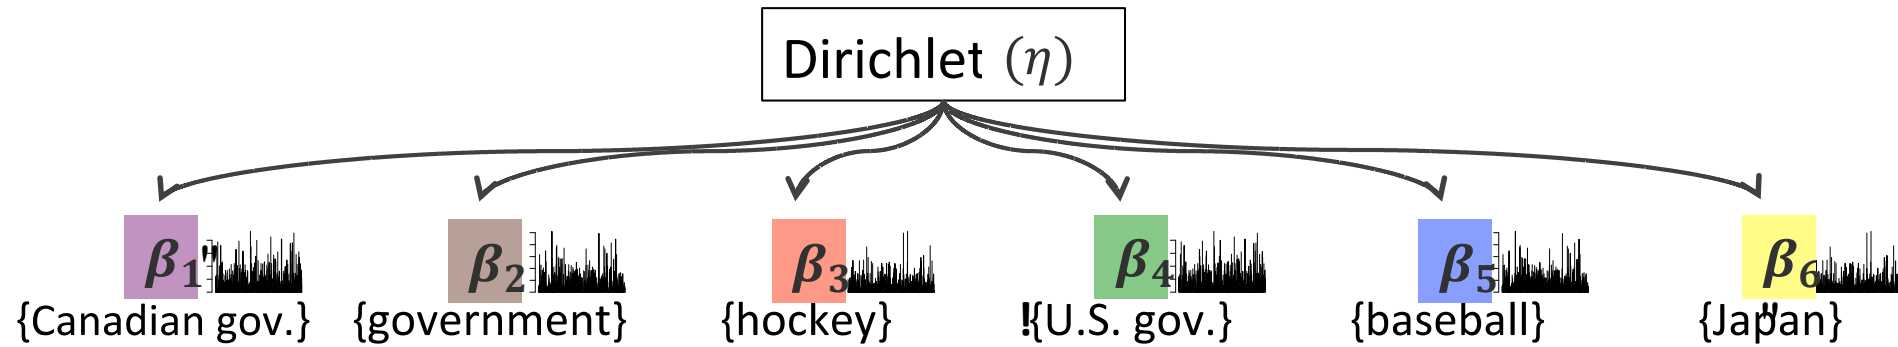 Dirichlet (η)
β₁" β₂ β₃ β₄ β₅ β₆
{Canadian gov.} {government} {hockey} !{U.S. gov.} {baseball} {Japan} "